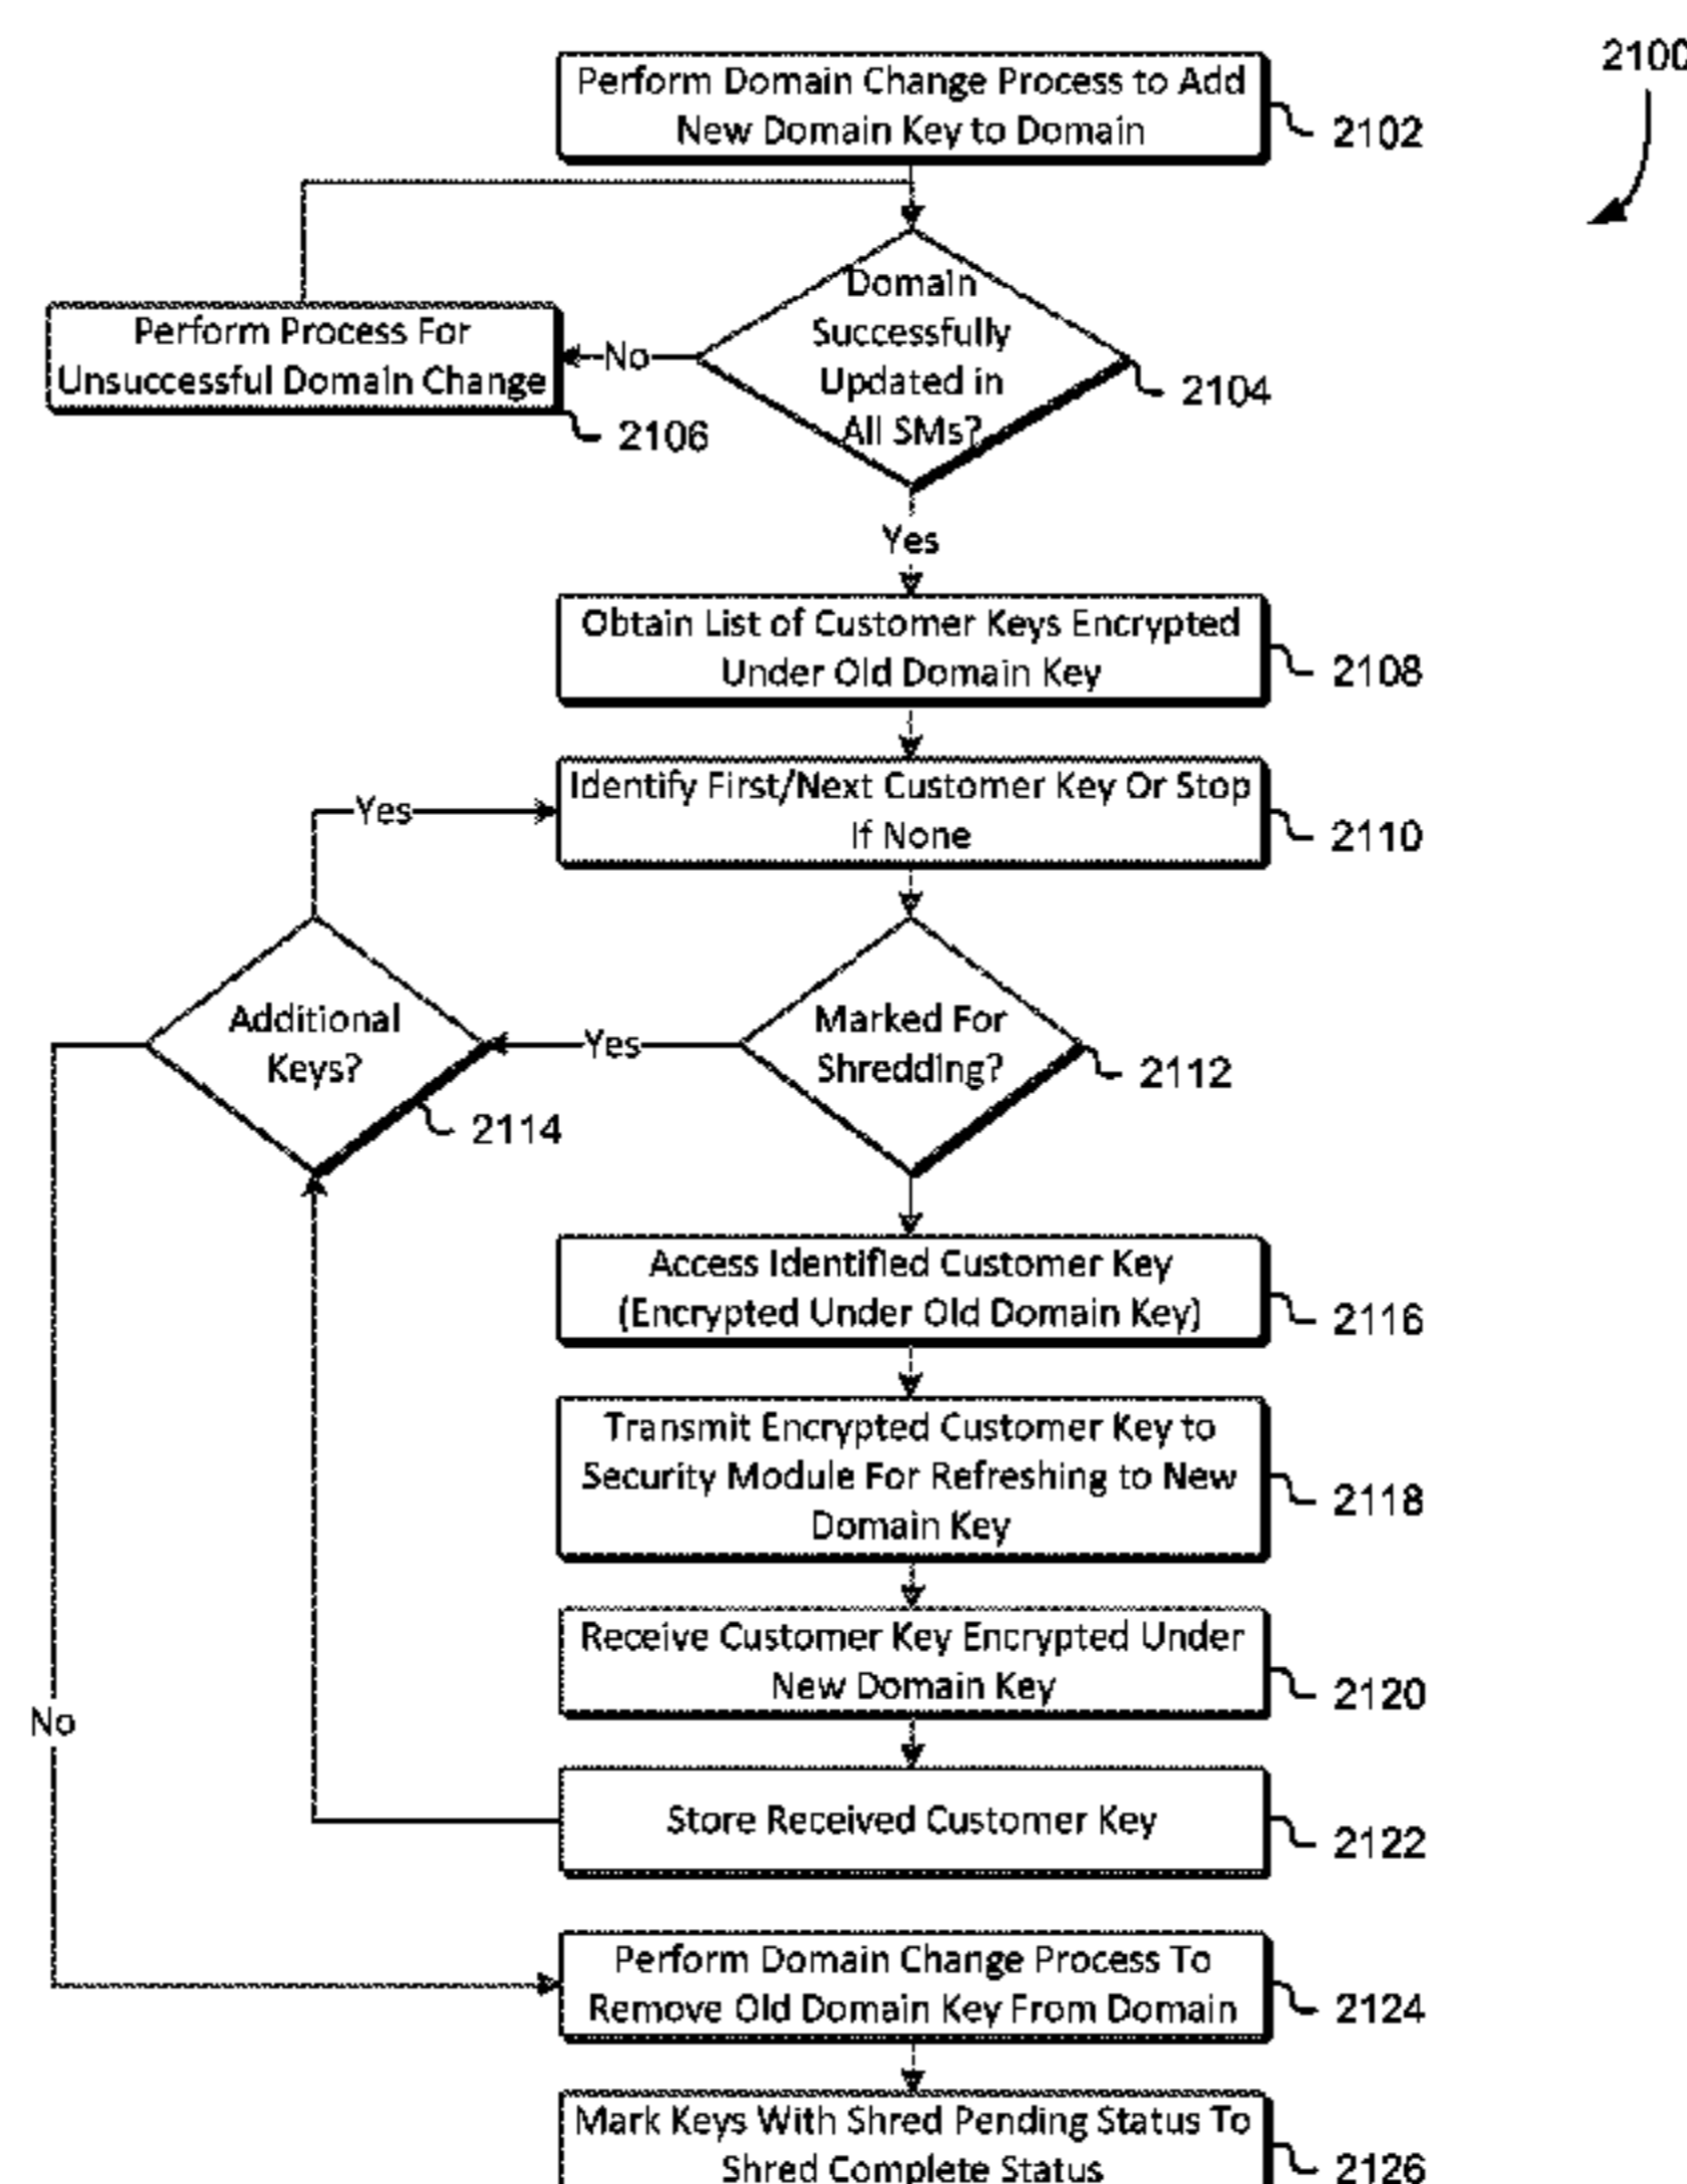 2100
Perform Domain Change Process to Add
New Domain Key to Domain
2102
Domain
Successfully
Updated in
All SMs?
2104
No
Perform Process For
Unsuccessful Domain Change
2106
Yes
Obtain List of Customer Keys Encrypted
Under Old Domain Key
2108
Identify First/Next Customer Key Or Stop
If None
2110
Yes
Marked For
Shredding?
2112
Yes
Additional
Keys?
2114
Access Identified Customer Key
(Encrypted Under Old Domain Key)
2116
Transmit Encrypted Customer Key to
Security Module For Refreshing to New
Domain Key
2118
Receive Customer Key Encrypted Under
New Domain Key
2120
No
Store Received Customer Key
2122
Perform Domain Change Process To
Remove Old Domain Key From Domain
2124
Mark Keys With Shred Pending Status To
Shred Complete Status
2126